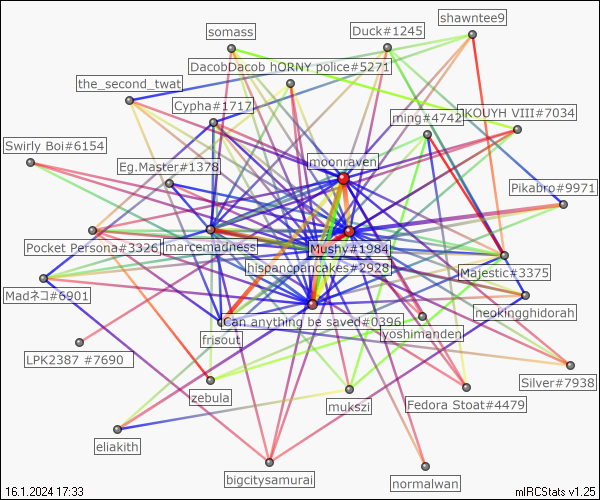 shawntee9
somass
Duck#1245
DacobDacob hORNY police#5271
the_second_twat
Cypha#1717
ming#4742
KOUYH VIII#7034
Swirly Boi#6154
moonraven
Eg.Master#1378
Pikabro#9971
Pocket Persona#3326
marcemadness
Mushy#1984
hispancpancakes#2928
Majestic#3375
Madネコ#6901
neokingghidorah
Can anything be saved#0396
frisout
yoshimanden
LPK2387 #7690
Silver#7938
zebula
mukszi
Fedora Stoat#4479
eliakith
bigcitysamurai
normalwan
16.1.2024 17:33
mIRCStats v1.25